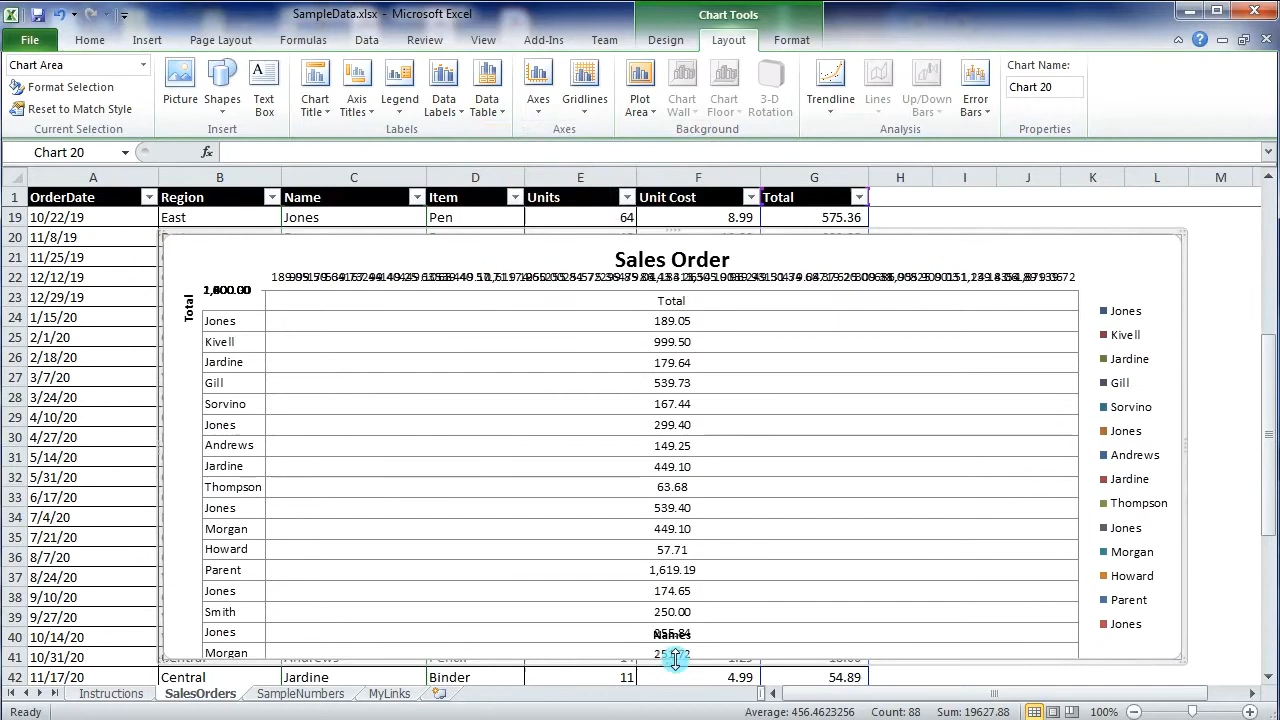 SampleData.xlsx - Microsoft Excel
Chart Tools
File Home Insert Page Layout Formulas Data Review View Add-Ins Team Design Layout Format
Chart Area
Format Selection
Reset to Match Style
Current Selection
Picture Shapes Text Box
Insert
Chart Title Axis Titles Legend Data Labels Data Table
Labels
Axes Gridlines
Axes
Plot Area Chart Wall Chart Floor 3-D Rotation
Background
Trendline Lines Up/Down Bars Error Bars
Analysis
Chart Name:
Chart 20
Properties
Chart 20 fx
A B C D E F G H I J K L M
1 OrderDate Region Name Item Units Unit Cost Total
19 10/22/19 East Jones Pen 64 8.99 575.36
20 11/8/19
21 11/25/19
22 12/12/19
23 12/29/19
24 1/15/20
25 2/1/20
26 2/18/20
27 3/7/20
28 3/24/20
29 4/10/20
30 4/27/20
31 5/14/20
32 5/31/20
33 6/17/20
34 7/4/20
35 7/21/20
36 8/7/20
37 8/24/20
38 9/10/20
39 9/27/20
40 10/14/20
41 10/31/20
42 11/17/20 Central Jardine Binder 11 4.99 54.89
Sales Order
Total
Total
Jones 189.05
Kivell 999.50
Jardine 179.64
Gill 539.73
Sorvino 167.44
Jones 299.40
Andrews 149.25
Jardine 449.10
Thompson 63.68
Jones 539.40
Morgan 449.10
Howard 57.71
Parent 1,619.19
Jones 174.65
Smith 250.00
Jones
Names
Morgan
Jones
Kivell
Jardine
Gill
Sorvino
Jones
Andrews
Jardine
Thompson
Jones
Morgan
Howard
Parent
Jones
Instructions SalesOrders SampleNumbers MyLinks
Ready Average: 456.4623256 Count: 88 Sum: 19627.88 100%